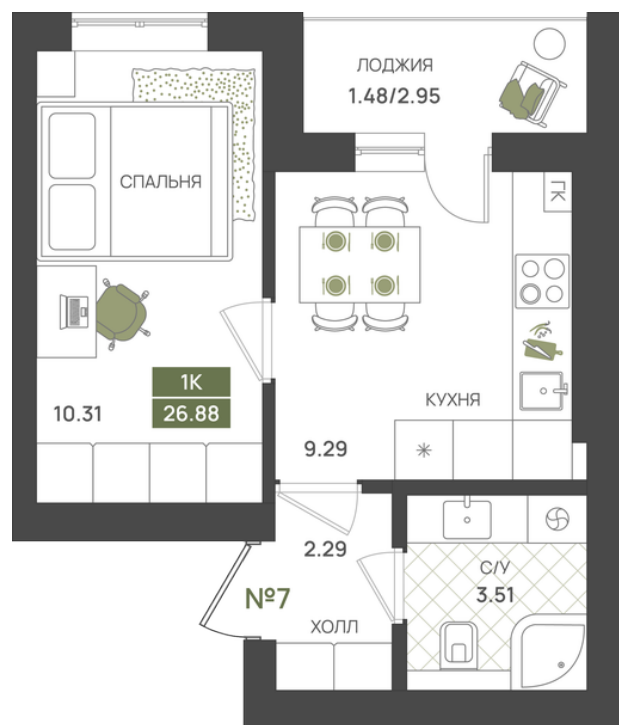 ЛОДЖИЯ
1.48/2.95
СПАЛЬНЯ
ГК
1К
26.88
10.31
КУХНЯ
9.29
2.29
№7
ХОЛЛ
С/У
3.51